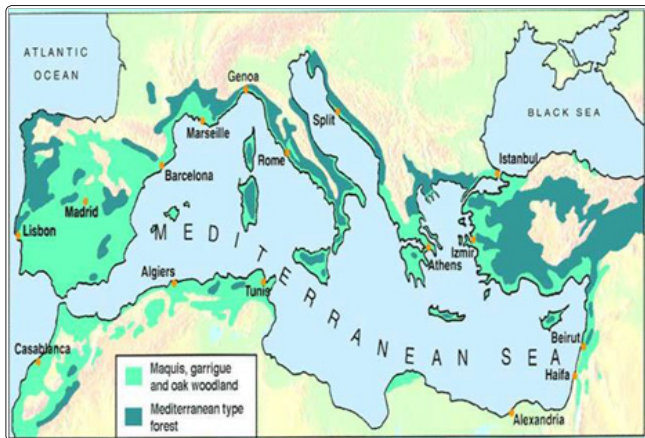 ATLANTIC
OCEAN
Genoa
Split
BLACK SEA
Marseille
Istanbul
Rome
Barcelona
Madrid
Lisbon
Izmir
Athens
MEDITERRANEAN SEA
Algiers
Tunis
Beirut
Casablanca
Haifa
Maquis, garrigue
and oak woodland
Mediterranean type
forest
Alexandria